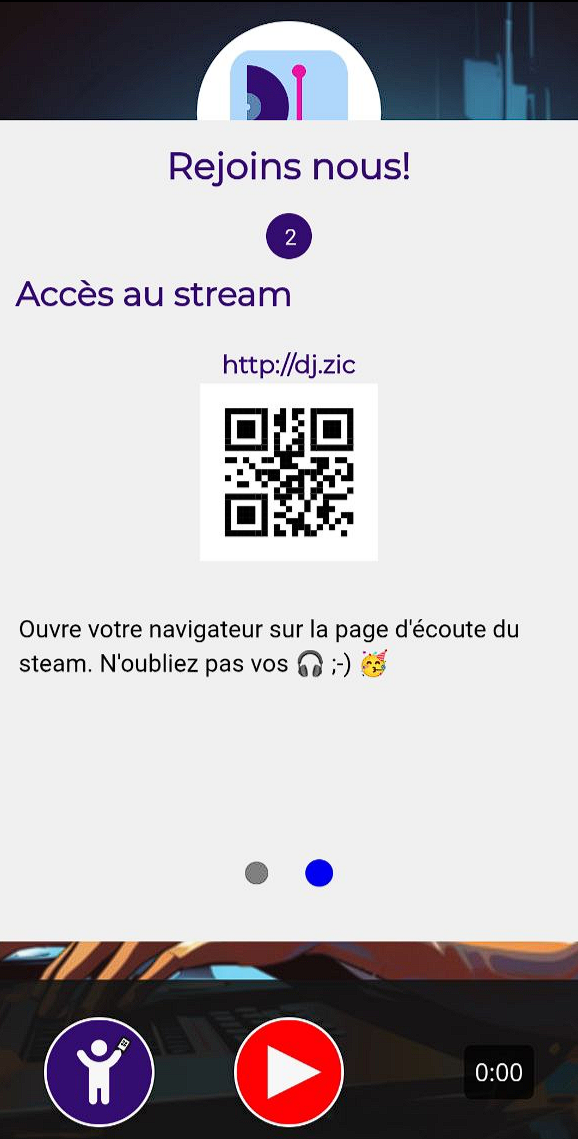 Rejoins nous!
2
Accès au stream
http://dj.zic
Ouvre votre navigateur sur la page d'écoute du
steam. N'oubliez pas vos 🎧 ;-) 🥳
0:00